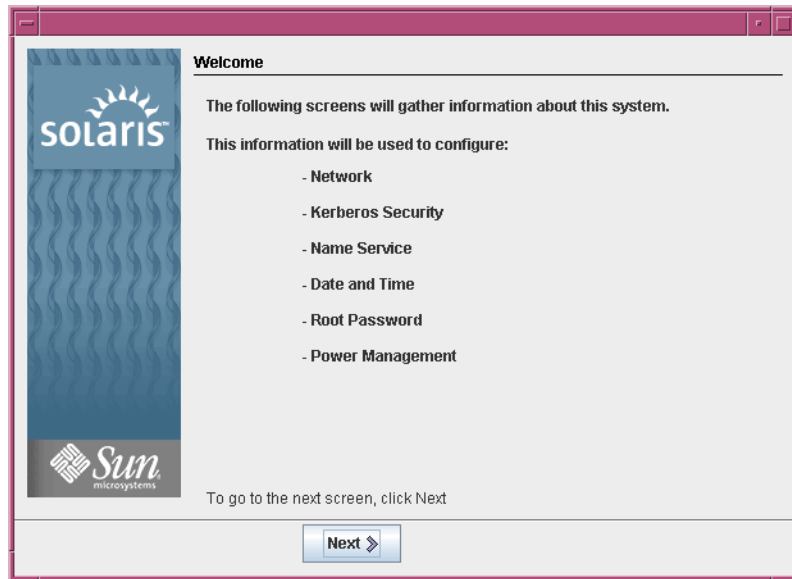 Welcome
solaris™
The following screens will gather information about this system.
This information will be used to configure:
- Network
- Kerberos Security
- Name Service
- Date and Time
- Root Password
- Power Management
Sun
microsystems
To go to the next screen, click Next
Next